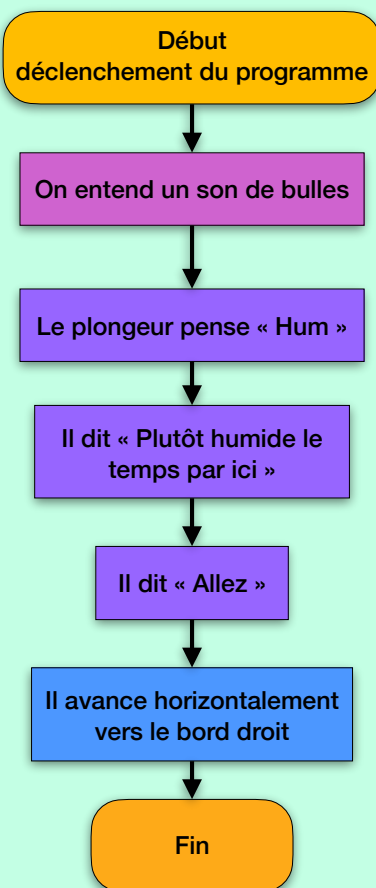 Début
déclenchement du programme
On entend un son de bulles
Le plongeur pense « Hum »
Il dit « Plutôt humide le
temps par ici »
Il dit « Allez »
Il avance horizontalement
vers le bord droit
Fin